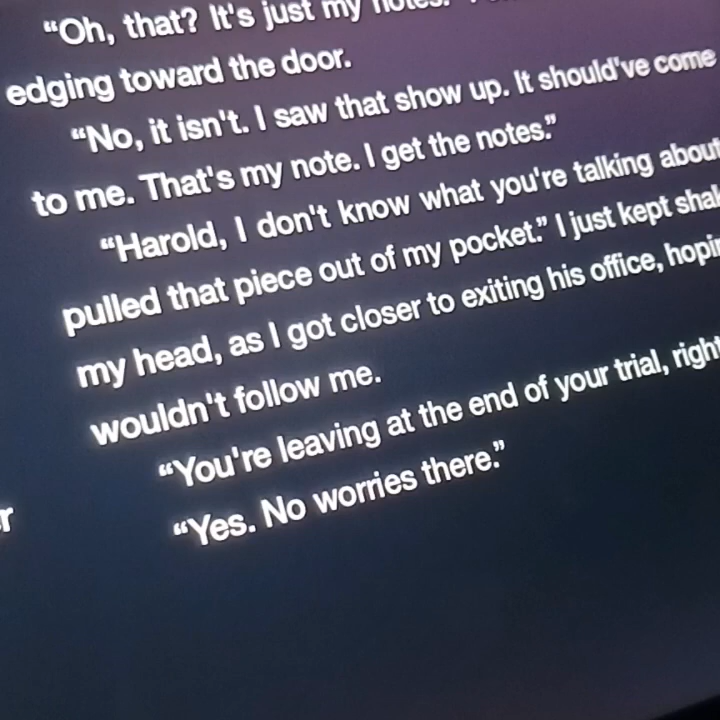 “Oh, that? It's just my notes.
edging toward the door.
“No, it isn't. I saw that show up. It should've come
to me. That's my note. I get the notes.”
“Harold, I don't know what you're talking about
pulled that piece out of my pocket.” I just kept
my head, as I got closer to exiting his office,
wouldn't follow me.
“You're leaving at the end of your trial, right
“Yes. No worries there.”